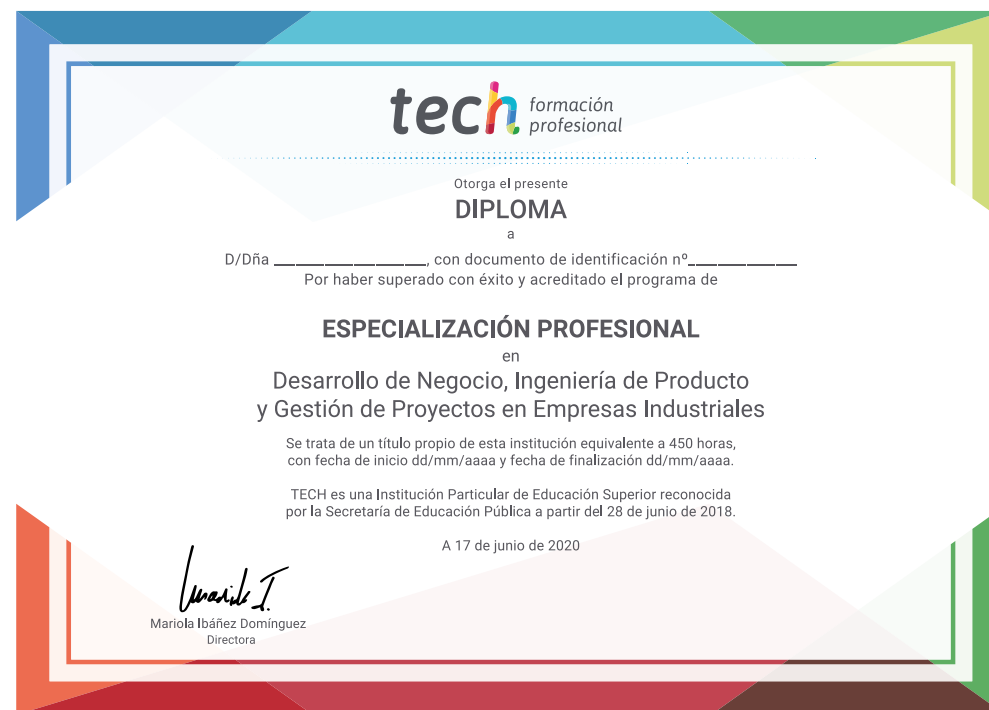 tech formación
profesional
Otorga el presente
DIPLOMA
a
D/Dña ______________, con documento de identificación nº__________
Por haber superado con éxito y acreditado el programa de
ESPECIALIZACIÓN PROFESIONAL
en
Desarrollo de Negocio, Ingeniería de Producto
y Gestión de Proyectos en Empresas Industriales
Se trata de un título propio de esta institución equivalente a 450 horas,
con fecha de inicio dd/mm/aaaa y fecha de finalización dd/mm/aaaa.
TECH es una Institución Particular de Educación Superior reconocida
por la Secretaría de Educación Pública a partir del 28 de junio de 2018.
A 17 de junio de 2020
Mariola Ibáñez Domínguez
Directora